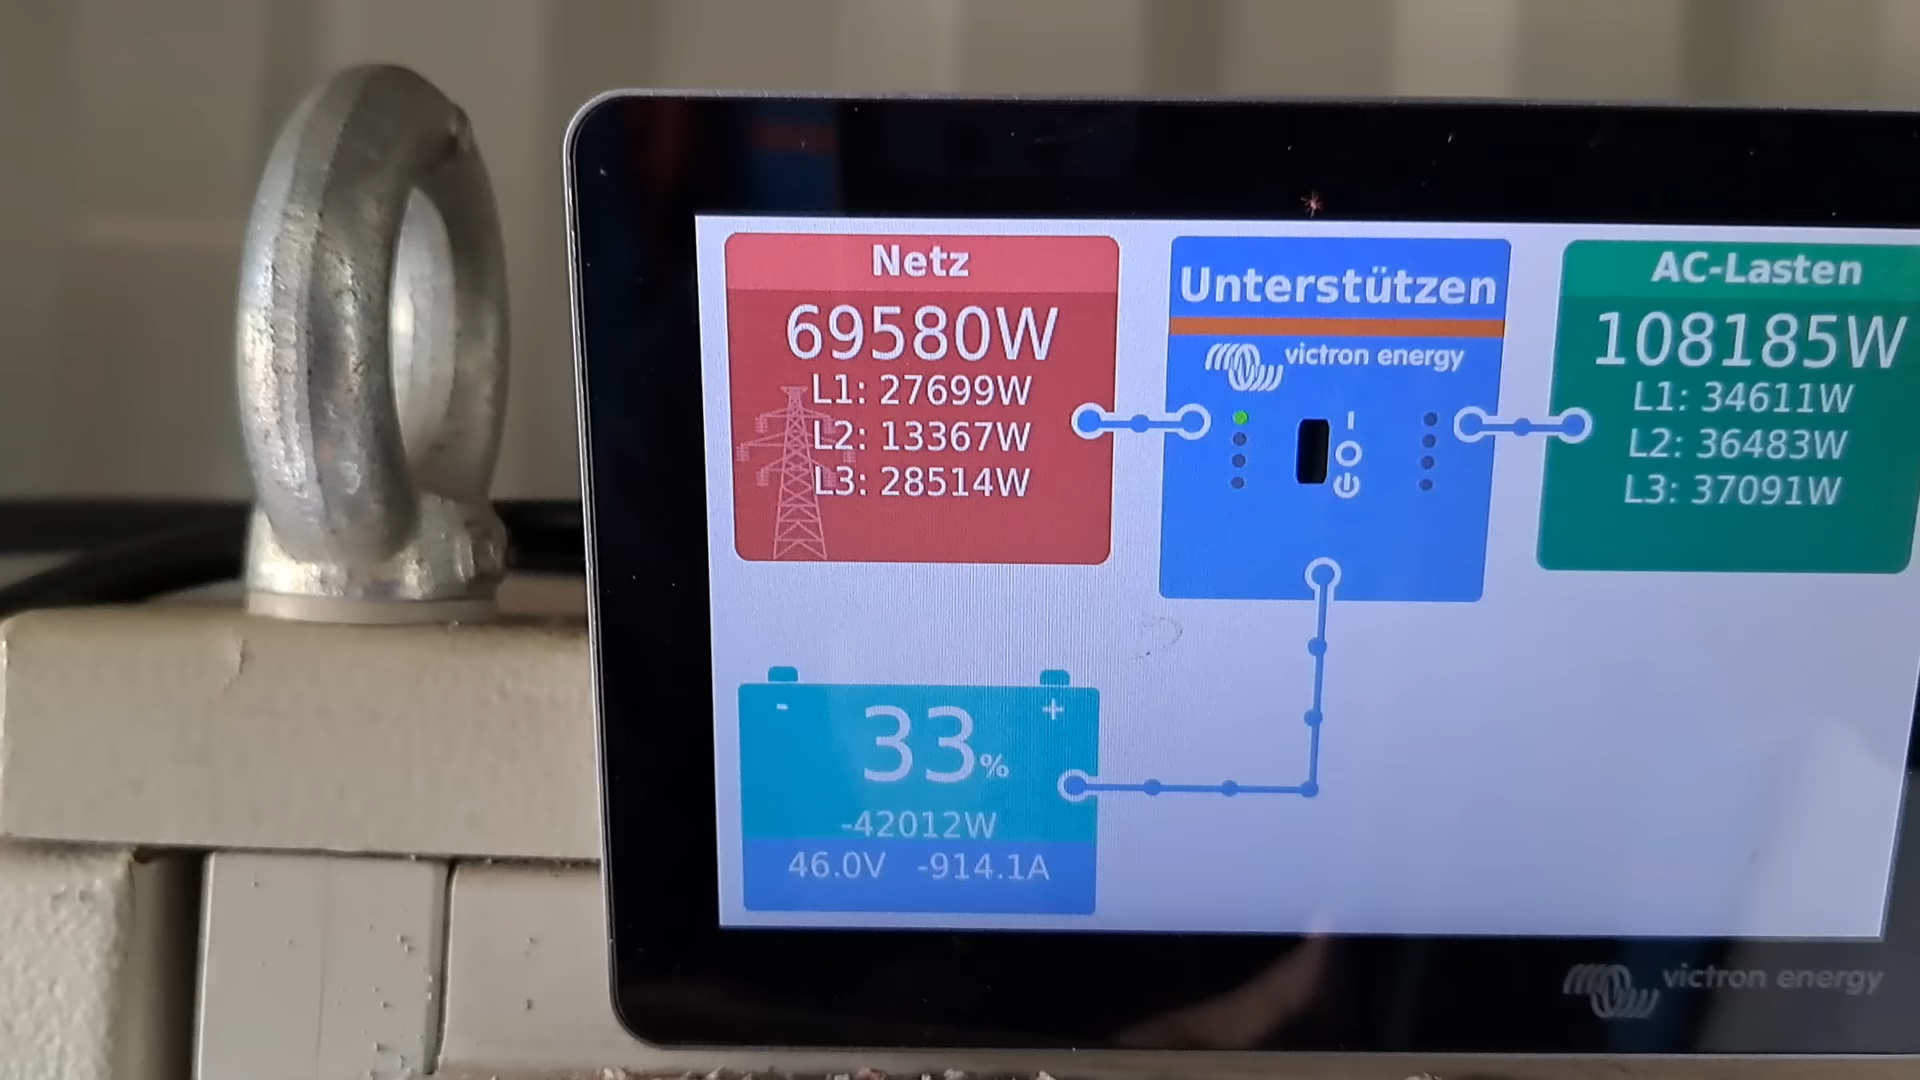 Netz
69580W
L1: 27699W
L2: 13367W
L3: 28514W
Unterstützen
victron energy
AC-Lasten
108185W
L1: 34611W
L2: 36483W
L3: 37091W
- +
33%
-42012W
46.0V -914.1A
victron energy